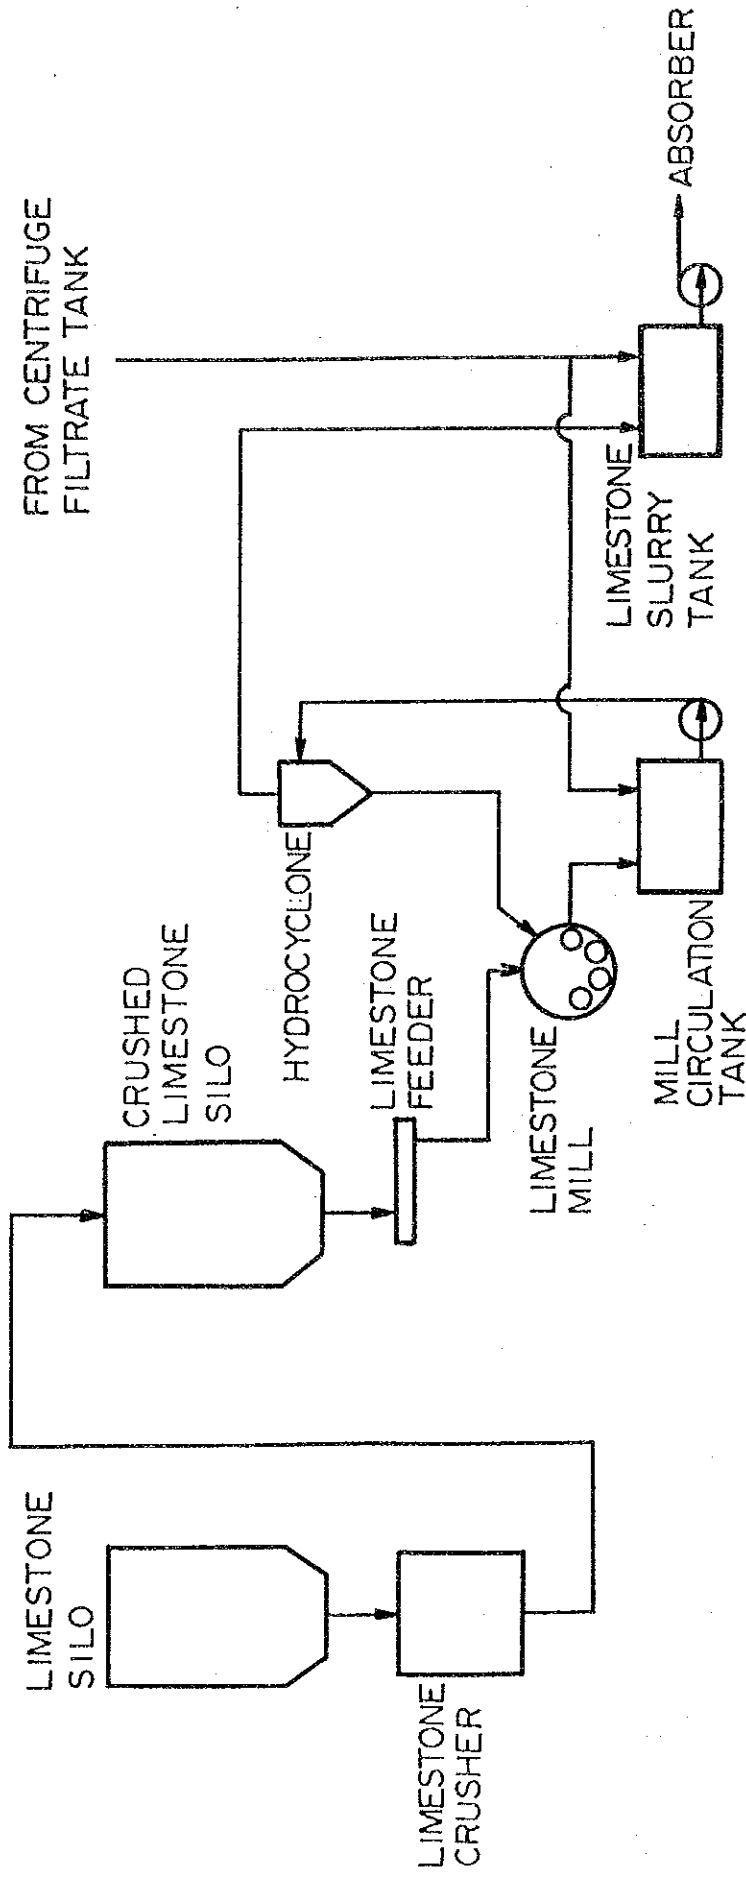 LIMESTONE
SILO
LIMESTONE
CRUSHER
CRUSHED
LIMESTONE
SILO
LIMESTONE
FEEDER
HYDROCYCLONE
LIMESTONE
MILL
MILL
CIRCULATION
TANK
FROM CENTRIFUGE
FILTRATE TANK
LIMESTONE
SLURRY
TANK
ABSORBER